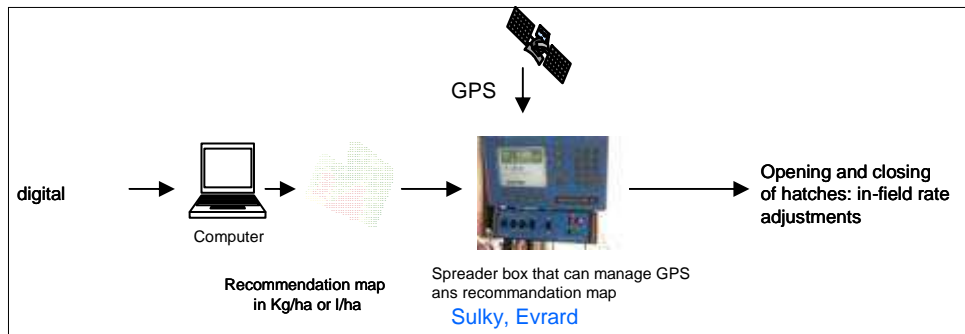 GPS
digital
Computer
Recommendation map
in Kg/ha or l/ha
Spreader box that can manage GPS
ans recommandation map
Sulky, Evrard
Opening and closing
of hatches: in-field rate
adjustments